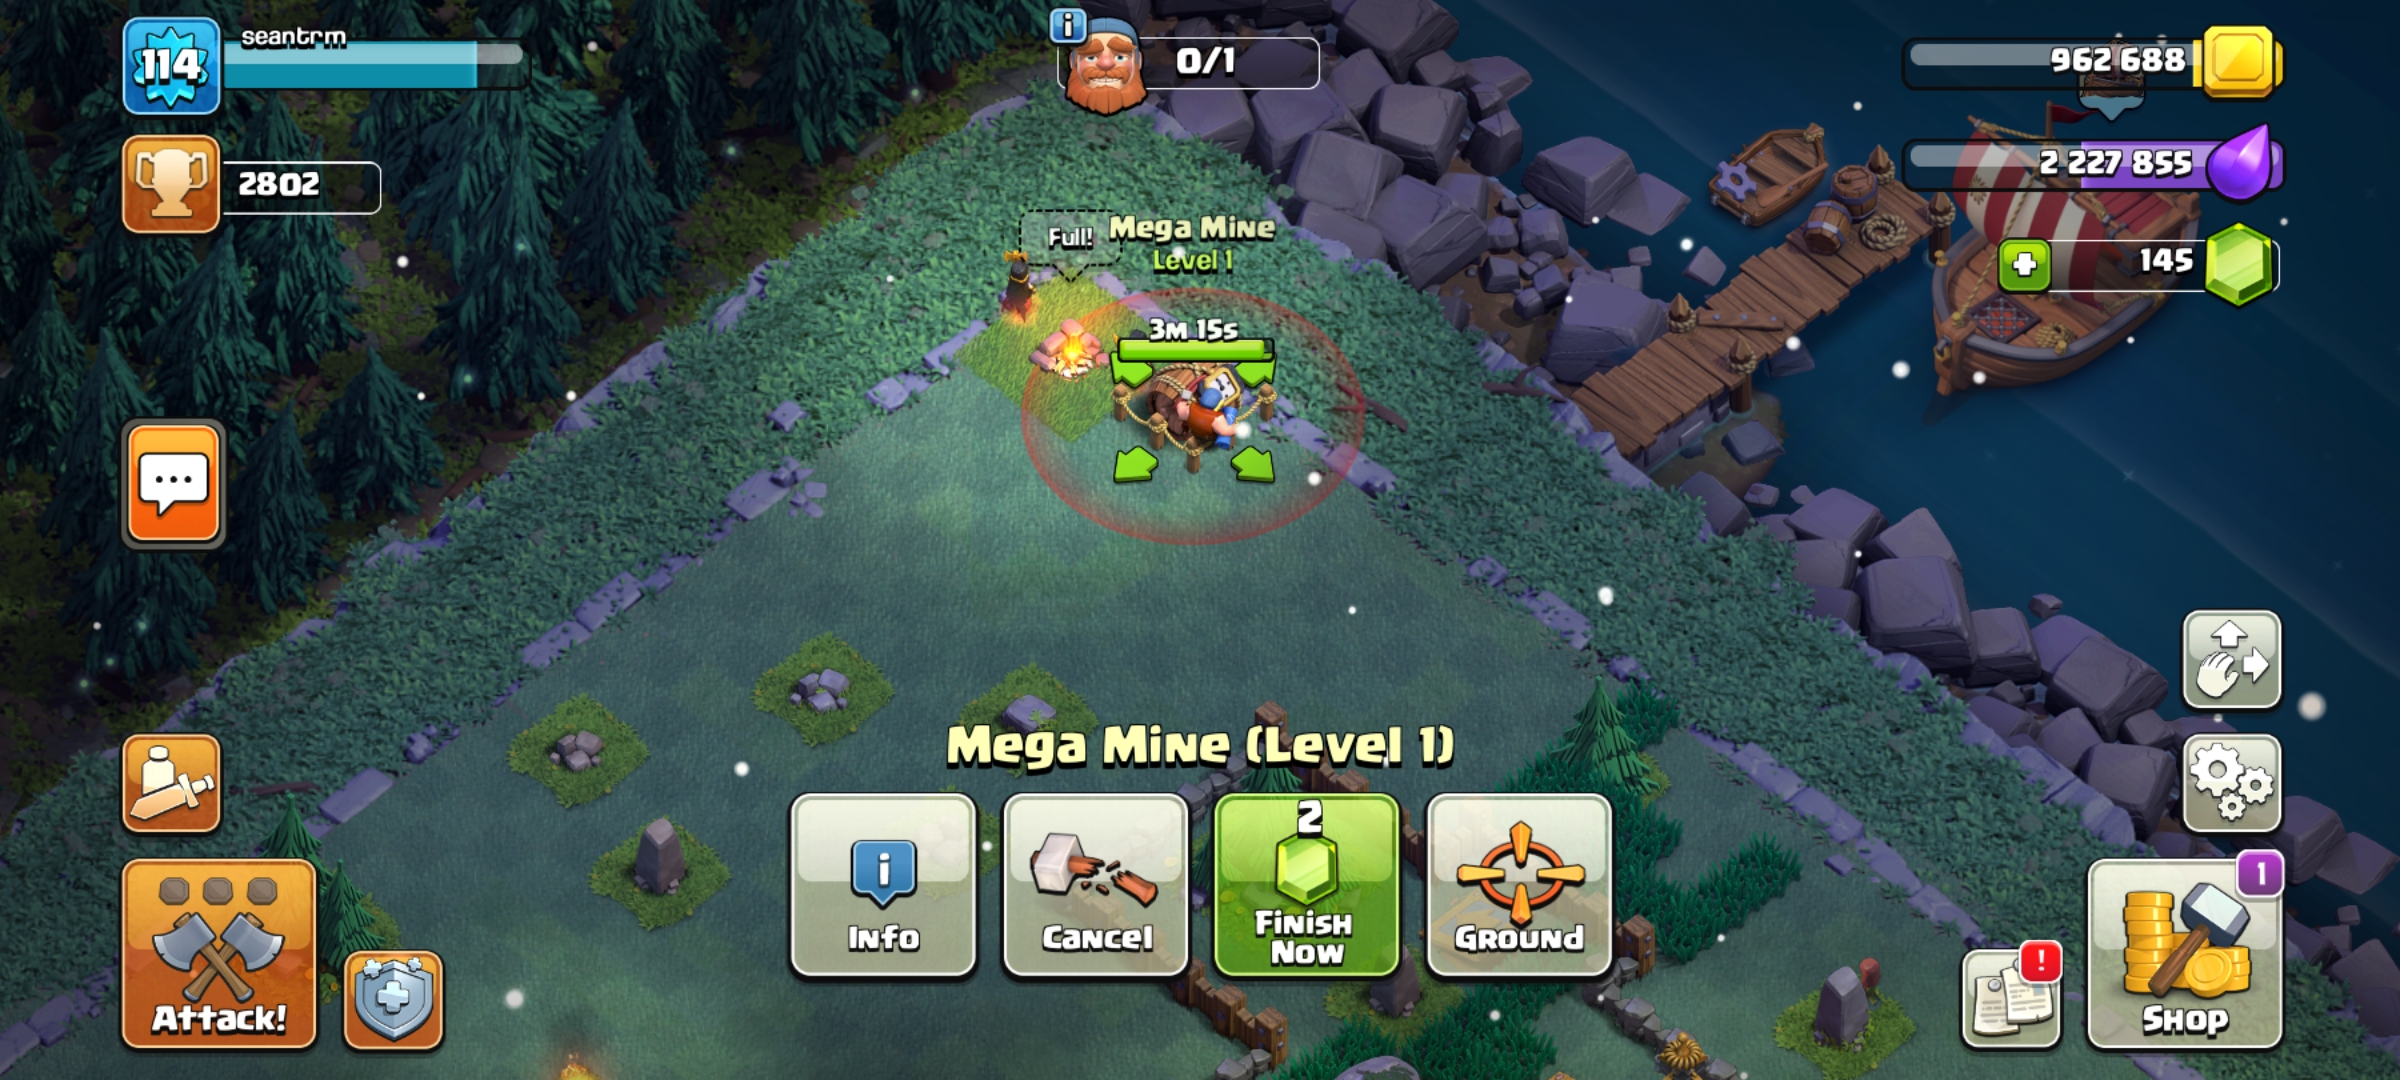 114
seantrm
i
0/1
962 688
2802
2 227 855
145
Full!
Mega Mine
Level 1
3M 15s
Mega Mine (Level 1)
i
Info
Cancel
2
Finish
Now
Ground
Attack!
!
1
Shop